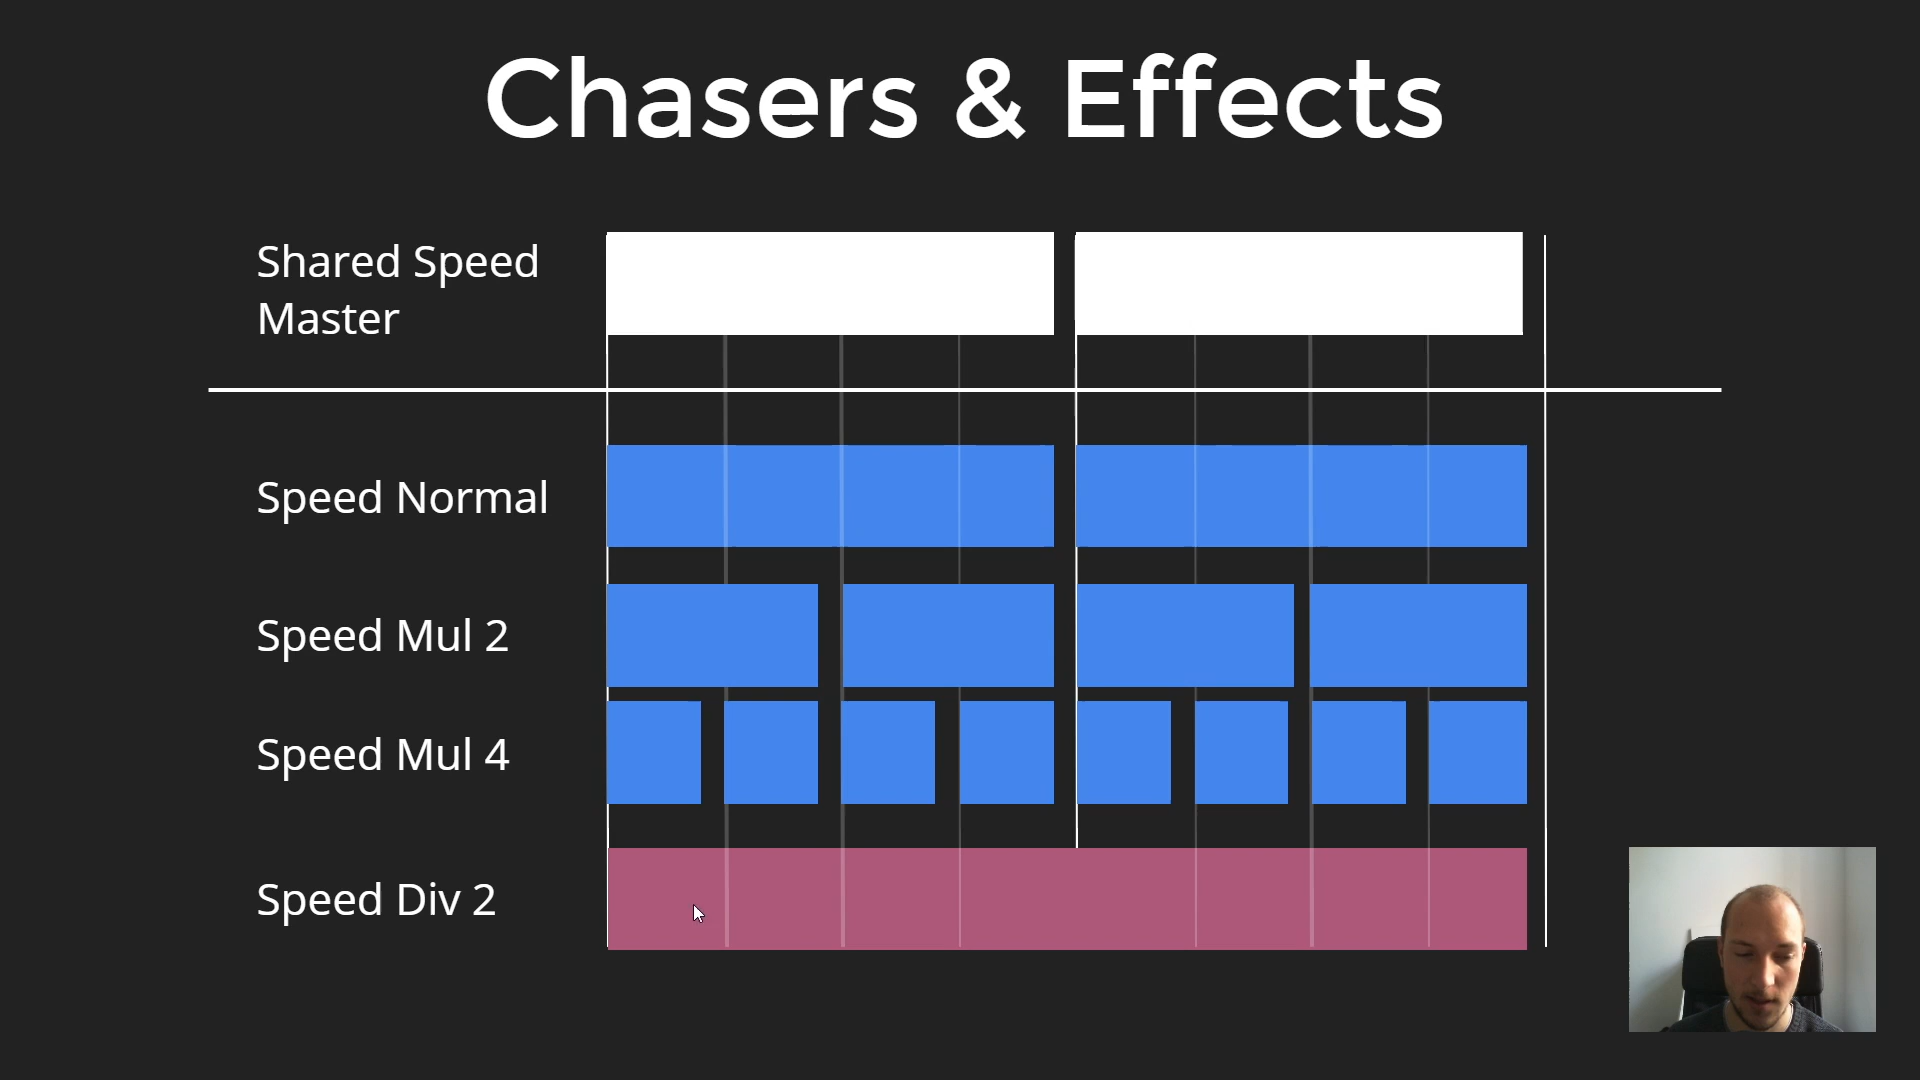 Chasers & Effects
Shared Speed
Master
Speed Normal
Speed Mul 2
Speed Mul 4
Speed Div 2